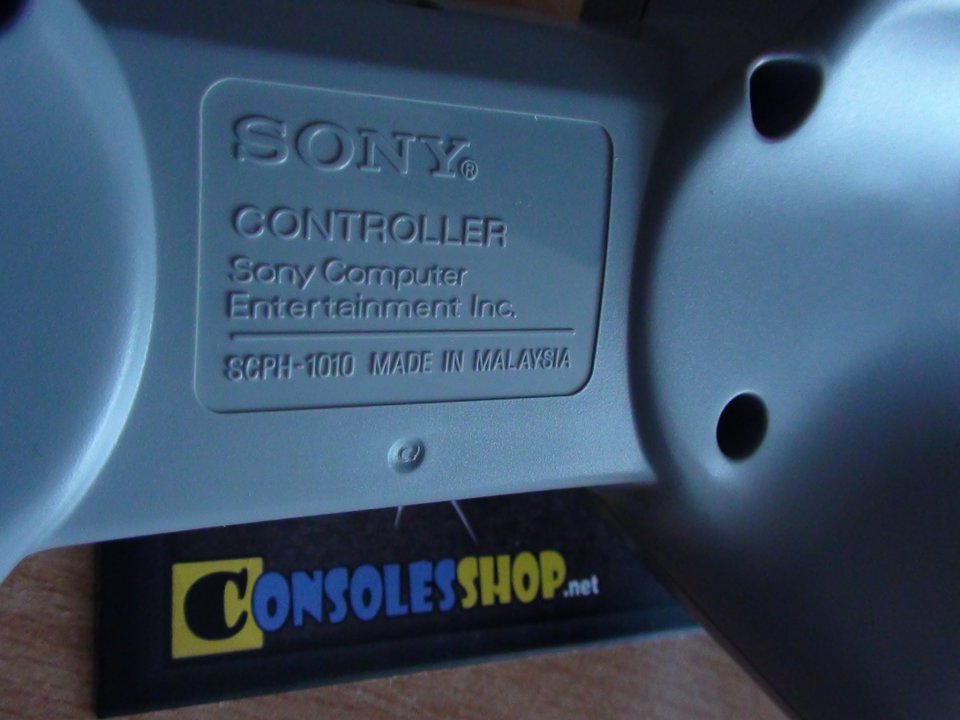 SONY®
CONTROLLER
Sony Computer
Entertainment Inc.
SCPH-1010 MADE IN MALAYSIA
CONSOLESSHOP.net